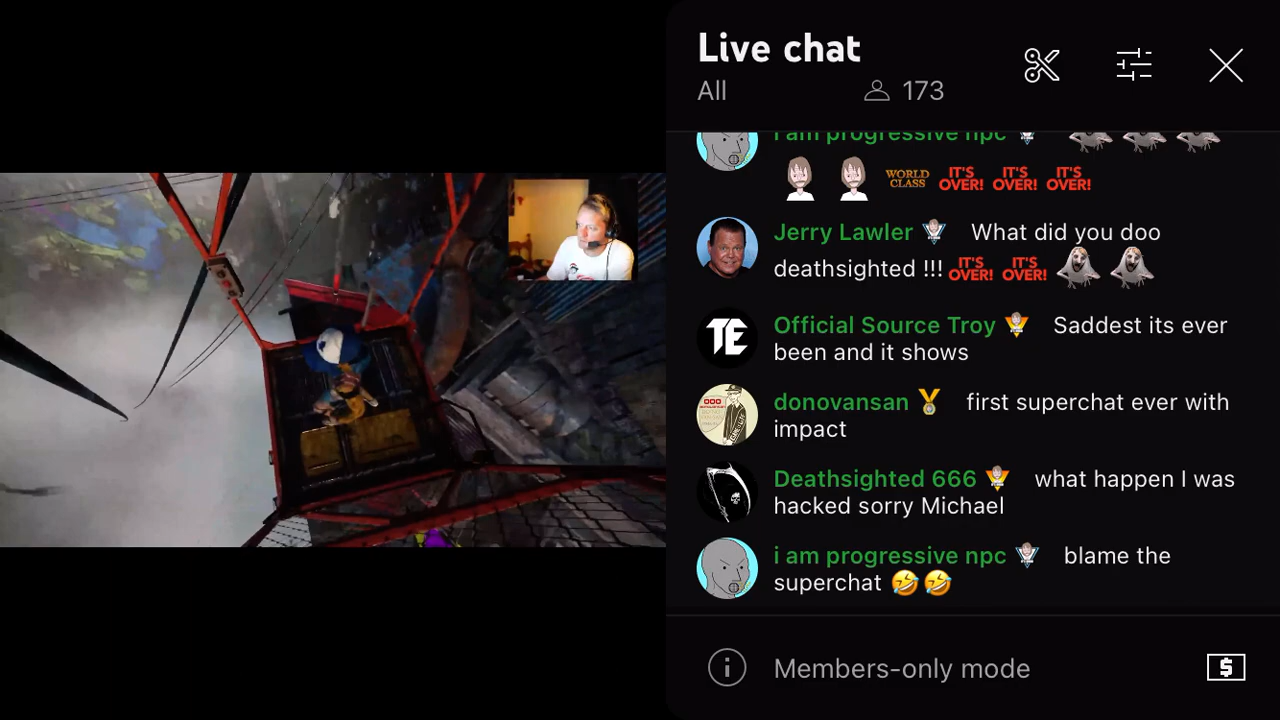 Live chat
All 173
i am progressive npc
WORLD CLASS IT'S OVER! IT'S OVER! IT'S OVER!
Jerry Lawler What did you doo
deathsighted !!! IT'S OVER! IT'S OVER!
TE Official Source Troy Saddest its ever
been and it shows
donovansan first superchat ever with
impact
Deathsighted 666 what happen I was
hacked sorry Michael
i am progressive npc blame the
superchat 🤣🤣
Members-only mode